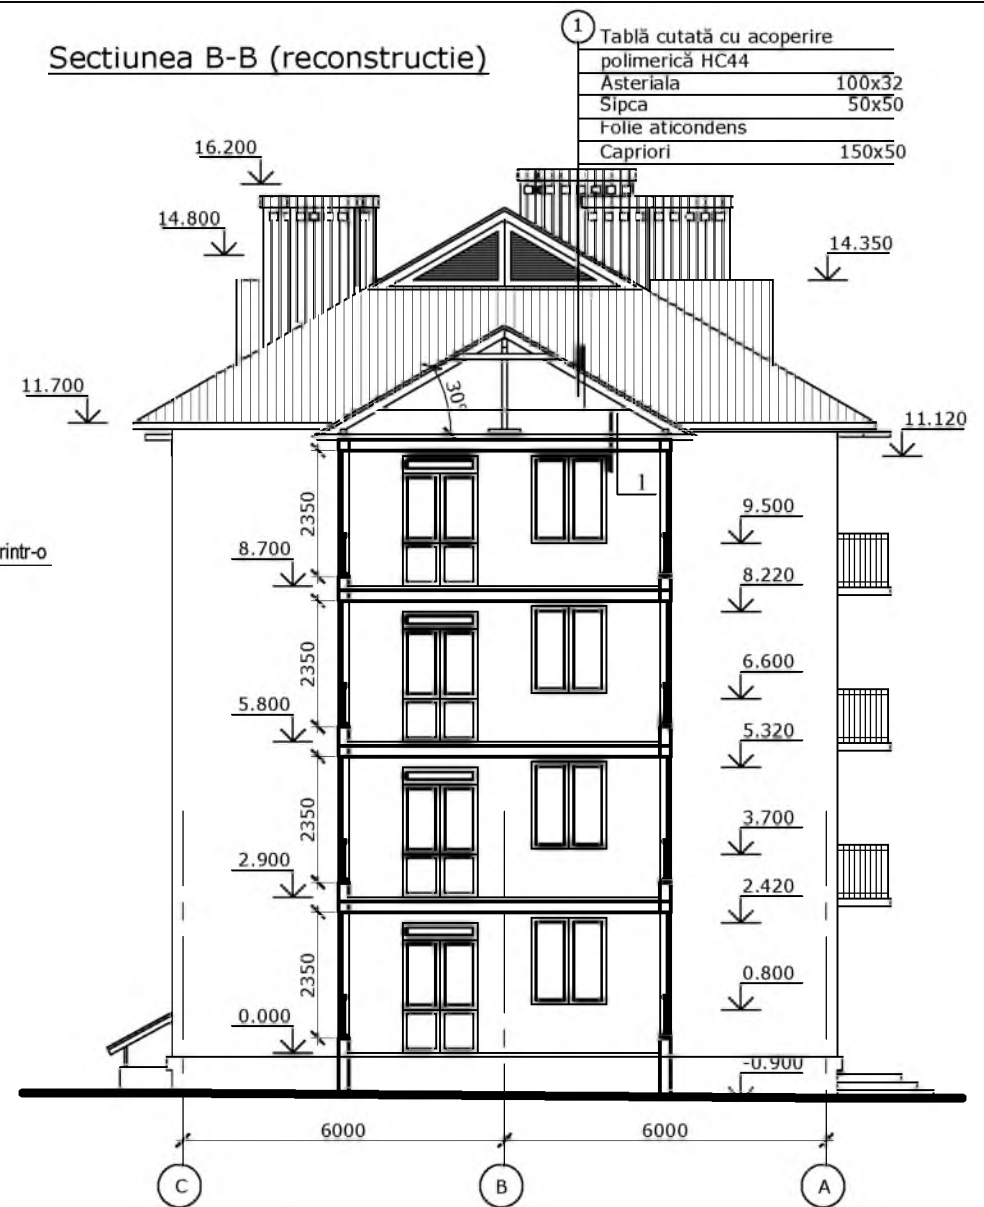 Sectiunea B-B (reconstructie)
1
Tablă cutată cu acoperire
polimerică HC44
Asteriala 100x32
Sipca 50x50
Folie aticondens
Capriori 150x50
16.200
14.800
14.350
11.700
30°
11.120
1
2350
9.500
rintr-o
8.700
8.220
2350
6.600
5.800
5.320
2350
3.700
2.900
2.420
2350
0.800
0.000
-0.900
6000
6000
C
B
A